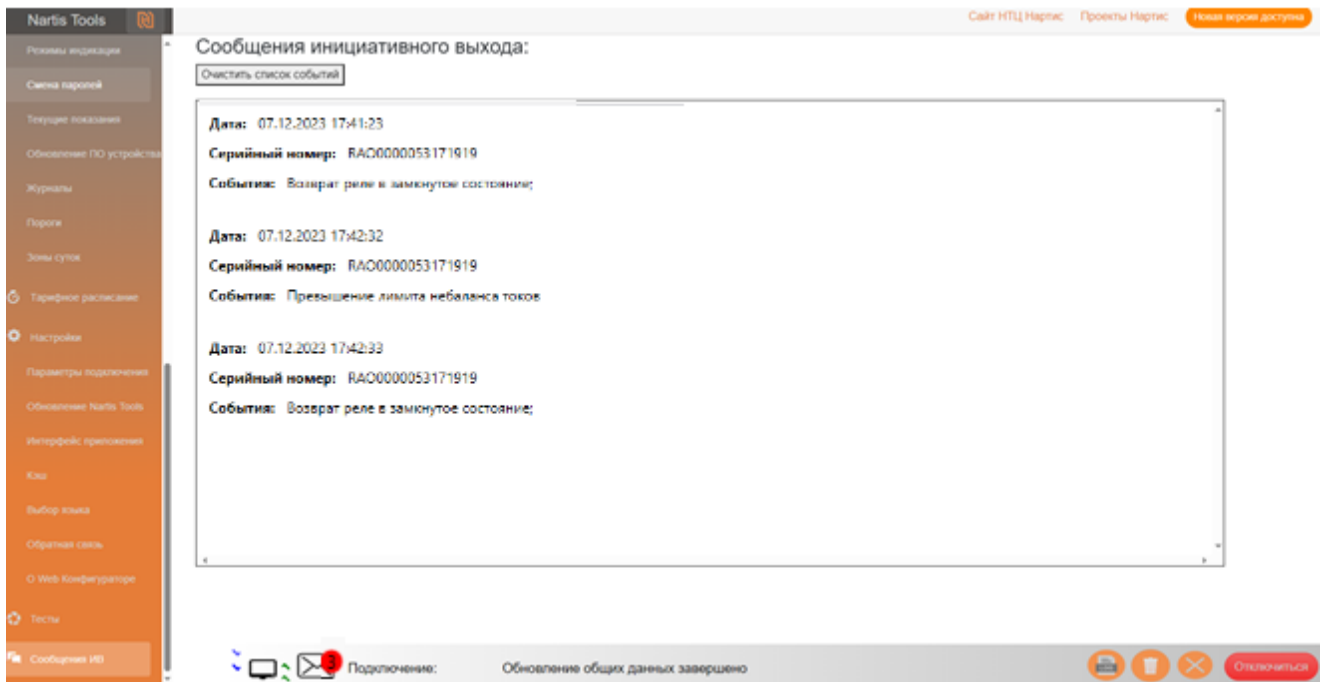 Nartis Tools
Сайт НТЦ Нартис
Проекты Нартис
Новая версия доступна
Режимы индикации
Смена паролей
Текущие показания
Обновление ПО устройства
Журналы
Пороги
Зоны суток
Тарифное расписание
Настройки
Параметры подключения
Обновление Nartis Tools
Интерфейс приложения
Кэш
Выбор языка
Обратная связь
О Web Конфигураторе
Тесты
Сообщения ИВ
Сообщения инициативного выхода:
Очистить список событий
Дата: 07.12.2023 17:41:23
Серийный номер: RAO0000053171919
События: Возврат реле в замкнутое состояние;
Дата: 07.12.2023 17:42:32
Серийный номер: RAO0000053171919
События: Превышение лимита небаланса токов
Дата: 07.12.2023 17:42:33
Серийный номер: RAO0000053171919
События: Возврат реле в замкнутое состояние;
3
Подключение: Обновление общих данных завершено
Отключиться